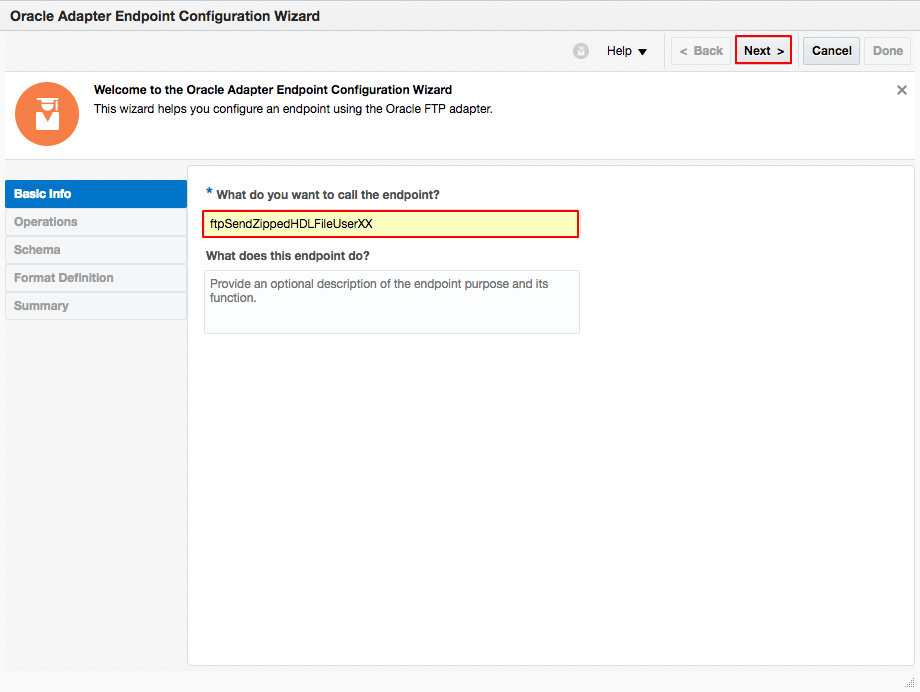 Oracle Adapter Endpoint Configuration Wizard
Help
< Back
Next >
Cancel
Done
Welcome to the Oracle Adapter Endpoint Configuration Wizard
This wizard helps you configure an endpoint using the Oracle FTP adapter.
Basic Info
Operations
Schema
Format Definition
Summary
* What do you want to call the endpoint?
ftpSendZippedHDLFileUserXX
What does this endpoint do?
Provide an optional description of the endpoint purpose and its
function.